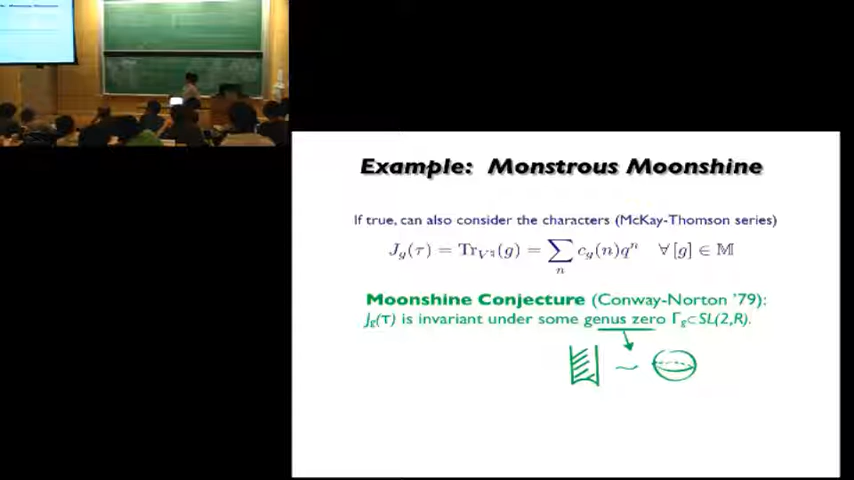 Example: Monstrous Moonshine
If true, can also consider the characters (McKay-Thomson series)
J_g(τ) = Tr_{V^♮}(g) = ∑_n c_g(n)q^n ∀ [g] ∈ 𝕄
Moonshine Conjecture (Conway-Norton '79):
J_g(τ) is invariant under some genus zero Γ_g⊂SL(2,R).